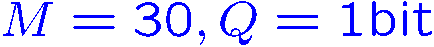 M = 30, Q = 1bit